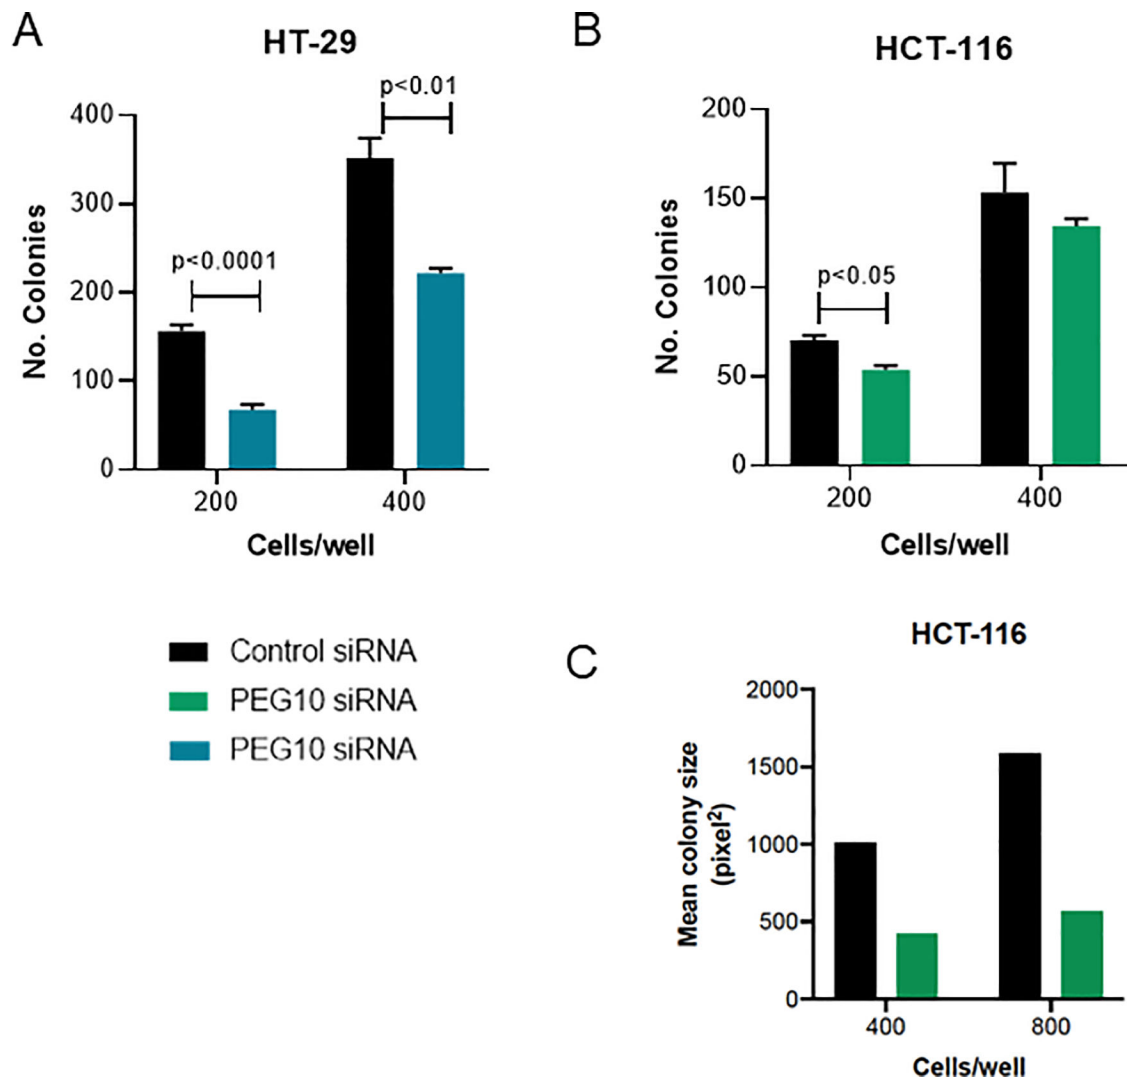 A
HT-29
p<0.01
400
300
200
100
0
No. Colonies
p<0.0001
200
400
Cells/well
B
HCT-116
200
150
100
50
0
No. Colonies
p<0.05
200
400
Cells/well
Control siRNA
PEG10 siRNA
PEG10 siRNA
C
HCT-116
2000
1500
1000
500
0
Mean colony size
(pixel²)
400
800
Cells/well